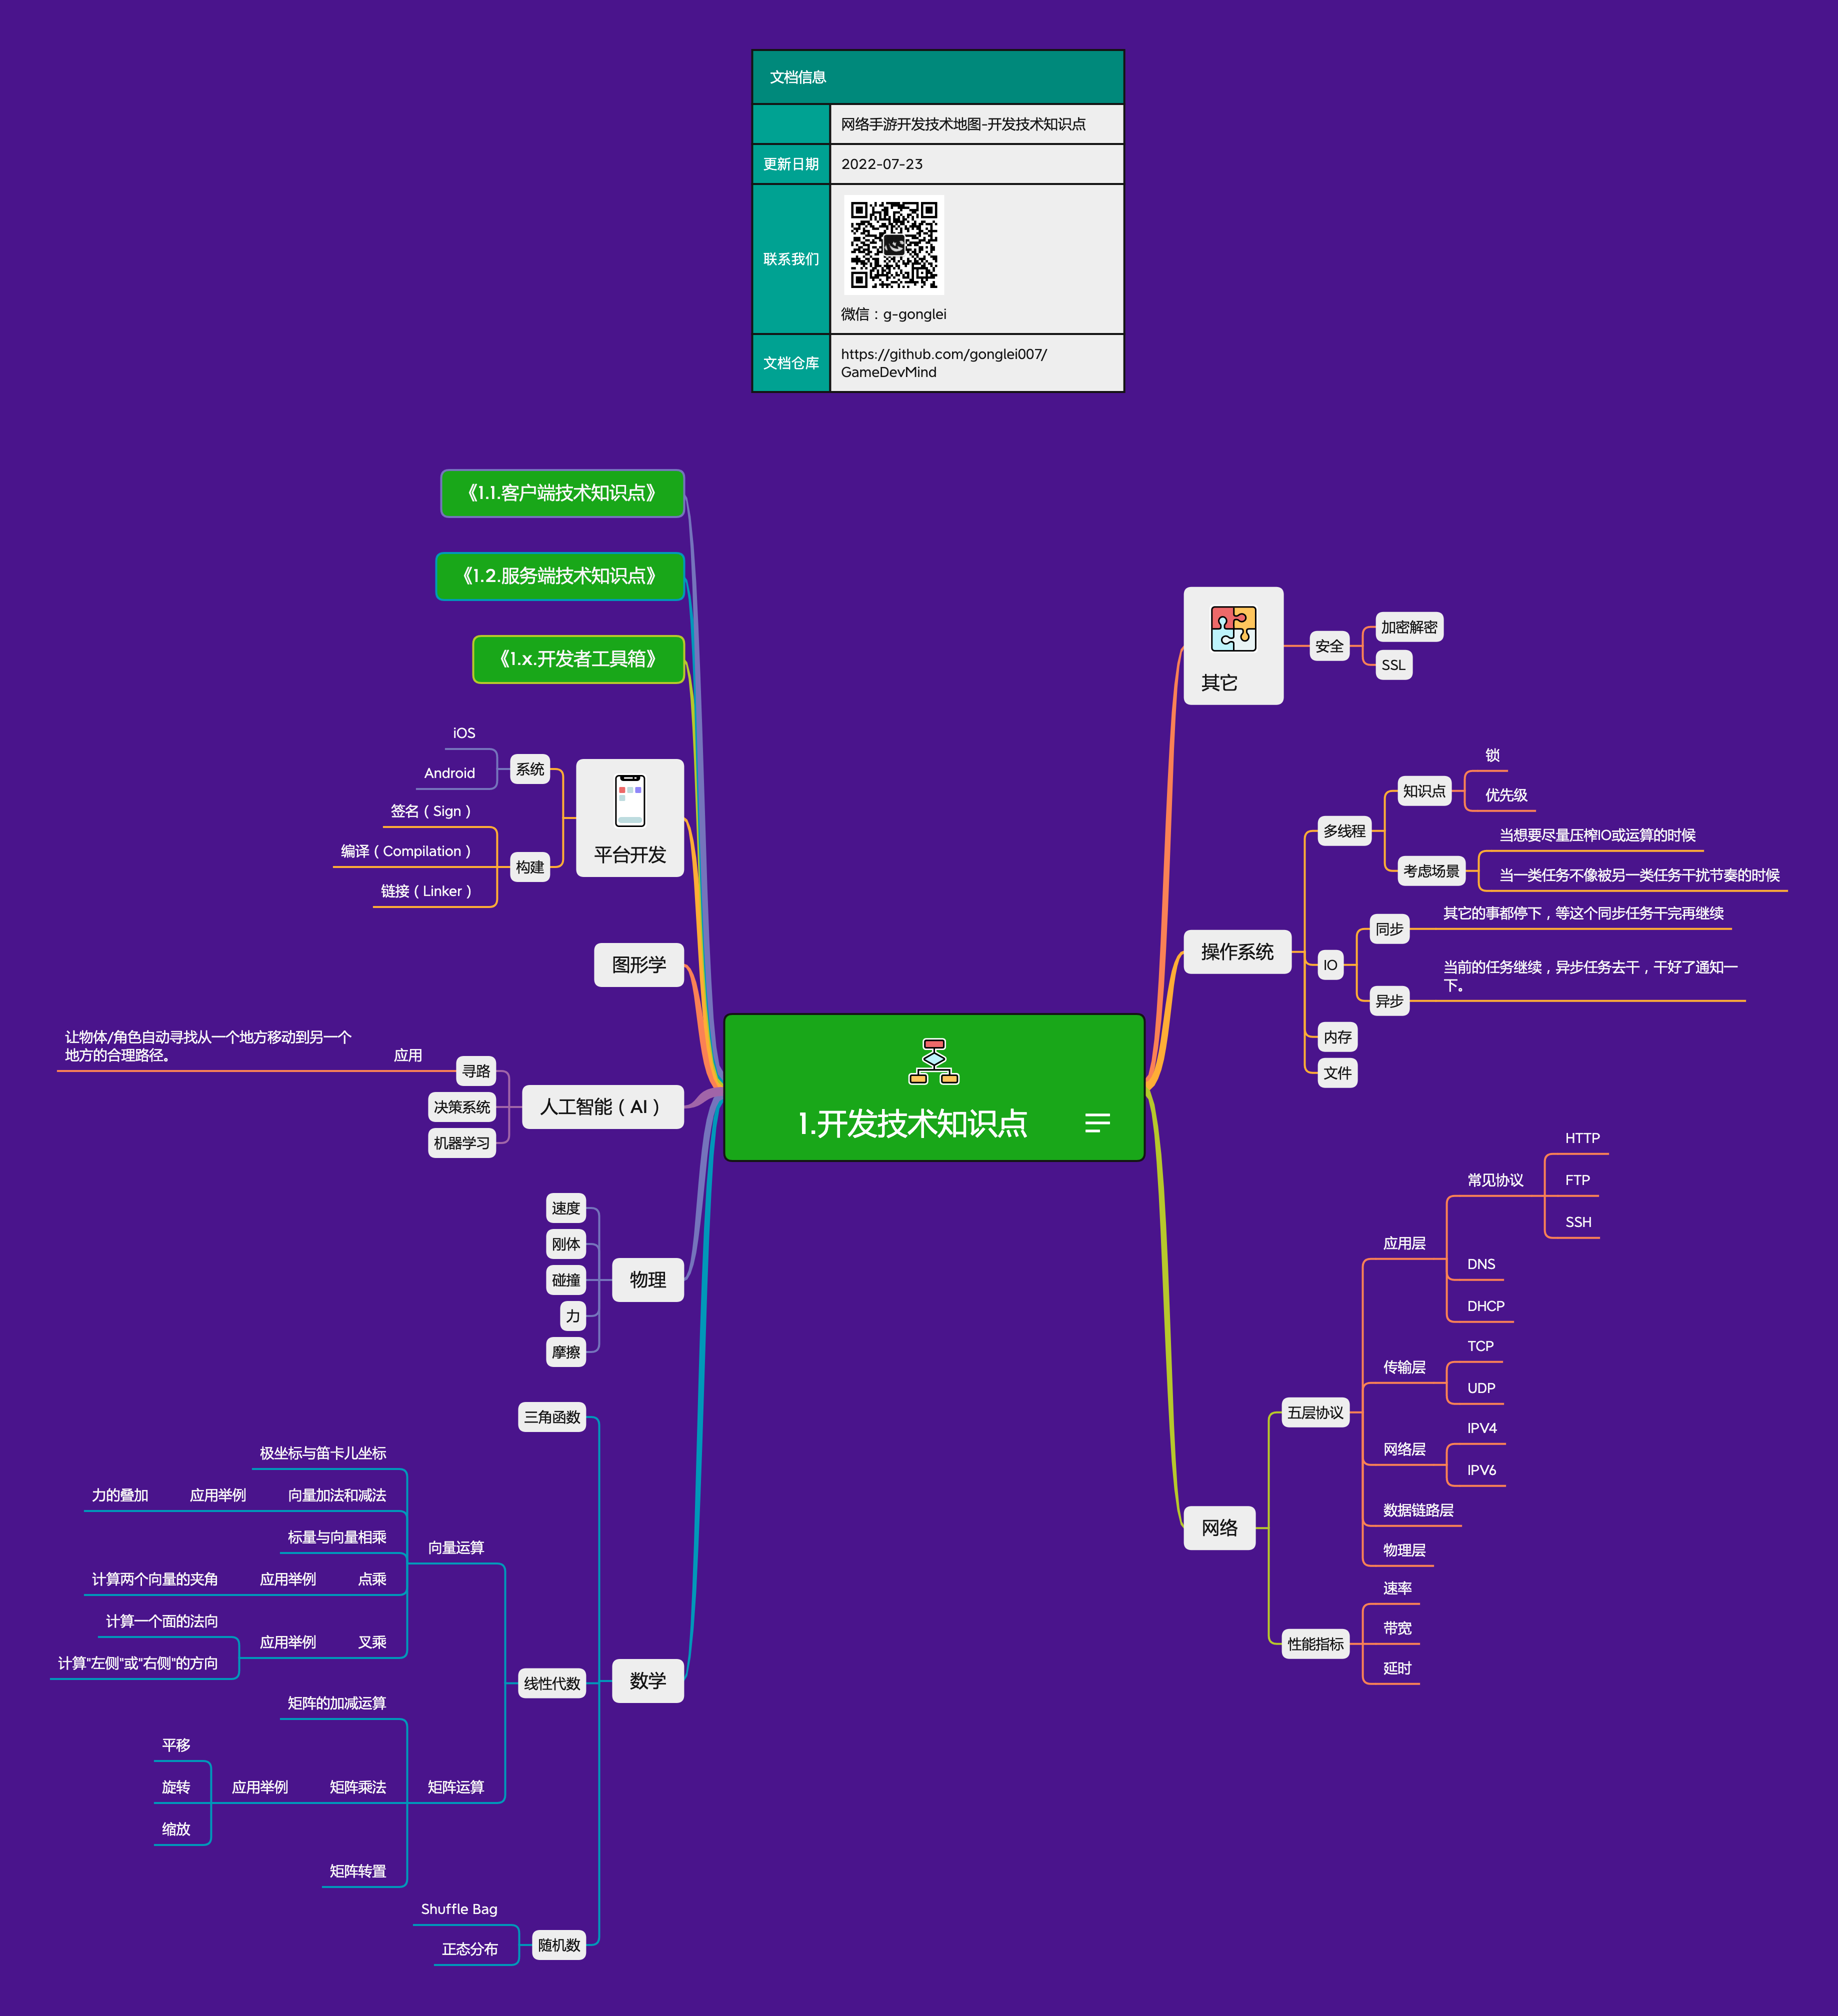 文档信息
网络手游开发技术地图-开发技术知识点
更新日期
2022-07-23
联系我们
微信：g-gonglei
文档仓库
https://github.com/gonglei007/
GameDevMind
1.开发技术知识点
《1.1.客户端技术知识点》
《1.2.服务端技术知识点》
《1.x.开发者工具箱》
平台开发
系统
iOS
Android
构建
签名（Sign）
编译（Compilation）
链接（Linker）
图形学
人工智能（AI）
寻路
应用
让物体/角色自动寻找从一个地方移动到另一个
地方的合理路径。
决策系统
机器学习
物理
速度
刚体
碰撞
力
摩擦
数学
三角函数
线性代数
向量运算
极坐标与笛卡儿坐标
向量加法和减法
应用举例
力的叠加
标量与向量相乘
点乘
应用举例
计算两个向量的夹角
叉乘
应用举例
计算一个面的法向
计算"左侧"或"右侧"的方向
矩阵运算
矩阵的加减运算
矩阵乘法
应用举例
平移
旋转
缩放
矩阵转置
随机数
Shuffle Bag
正态分布
其它
安全
加密解密
SSL
操作系统
多线程
知识点
锁
优先级
考虑场景
当想要尽量压榨IO或运算的时候
当一类任务不像被另一类任务干扰节奏的时候
IO
同步
其它的事都停下，等这个同步任务干完再继续
异步
当前的任务继续，异步任务去干，干好了通知一
下。
内存
文件
网络
五层协议
应用层
常见协议
HTTP
FTP
SSH
DNS
DHCP
传输层
TCP
UDP
网络层
IPV4
IPV6
数据链路层
物理层
性能指标
速率
带宽
延时